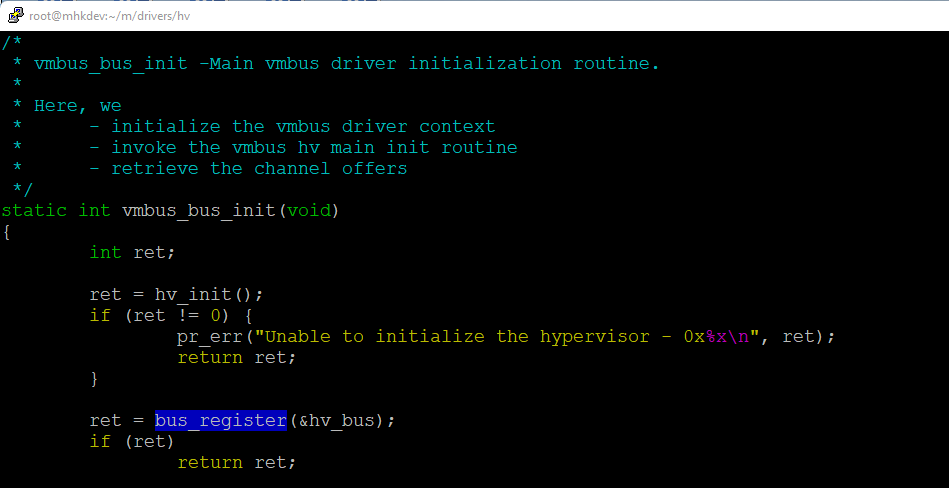 root@mhkdev:~/m/drivers/hv
/*
 * vmbus_bus_init -Main vmbus driver initialization routine.
 *
 * Here, we
 *      - initialize the vmbus driver context
 *      - invoke the vmbus hv main init routine
 *      - retrieve the channel offers
 */
static int vmbus_bus_init(void)
{
        int ret;

        ret = hv_init();
        if (ret != 0) {
                pr_err("Unable to initialize the hypervisor - 0x%x\n", ret);
                return ret;
        }

        ret = bus_register(&hv_bus);
        if (ret)
                return ret;